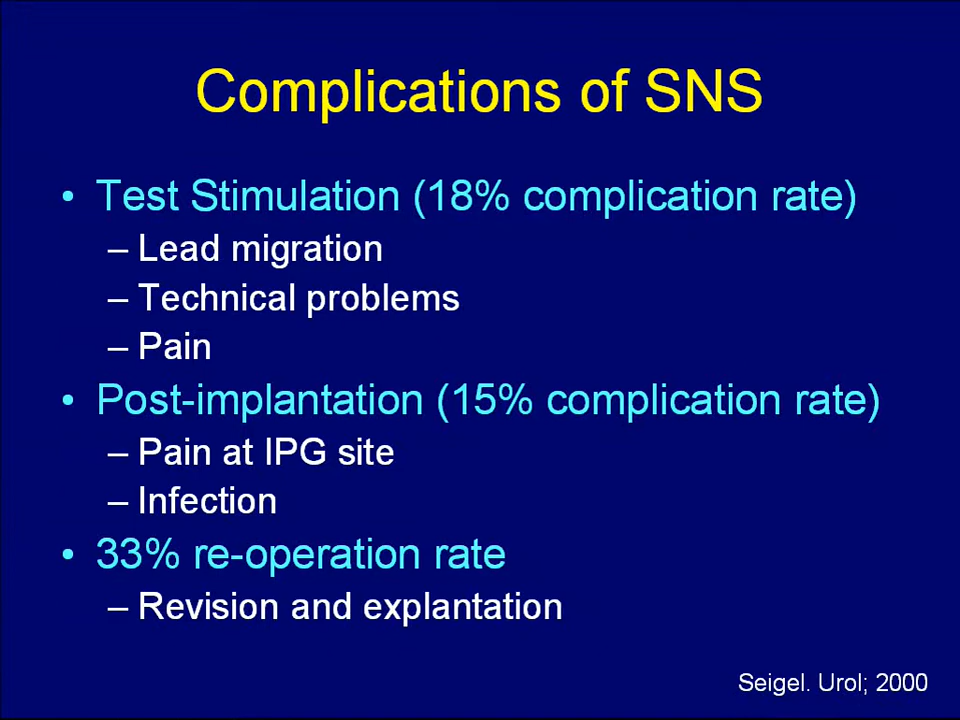 Complications of SNS
• Test Stimulation (18% complication rate)
– Lead migration
– Technical problems
– Pain
• Post-implantation (15% complication rate)
– Pain at IPG site
– Infection
• 33% re-operation rate
– Revision and explantation
Seigel. Urol; 2000